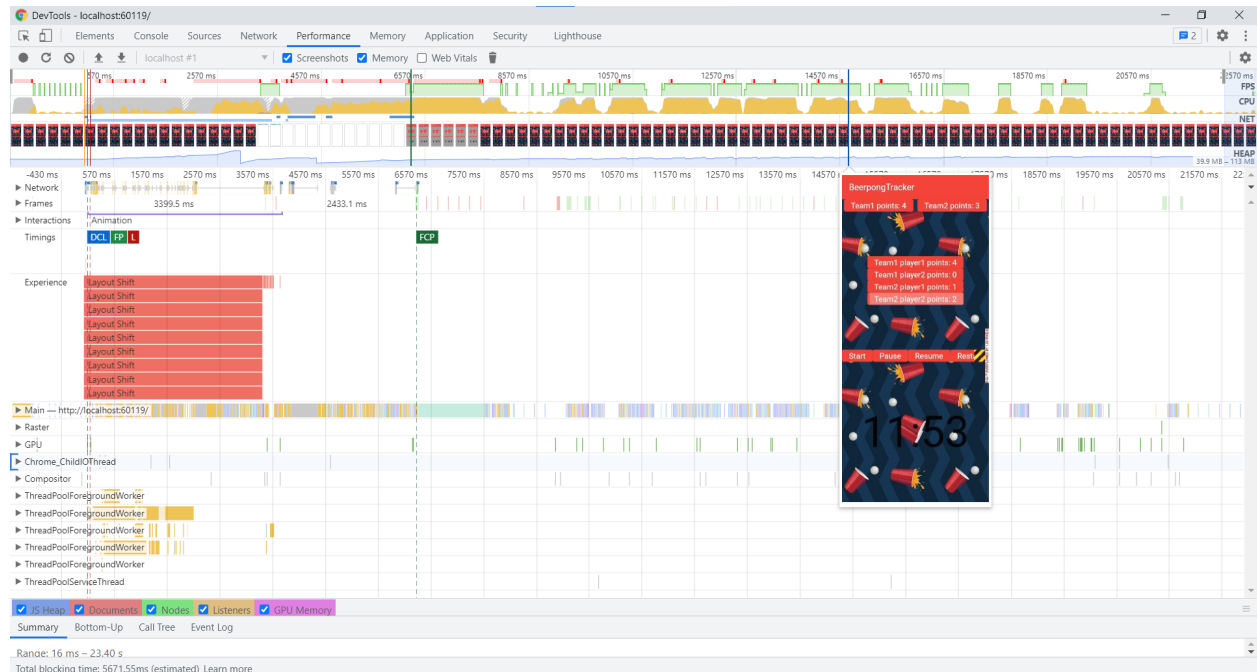 DevTools - localhost:60119/
Elements Console Sources Network Performance Memory Application Security Lighthouse 2
localhost #1 Screenshots Memory Web Vitals
570 ms 2570 ms 4570 ms 6570 ms 8570 ms 10570 ms 12570 ms 14570 ms 16570 ms 18570 ms 20570 ms 2570 ms
FPS
CPU
NET
HEAP
39.9 MB – 113 MB
-430 ms 570 ms 1570 ms 2570 ms 3570 ms 4570 ms 5570 ms 6570 ms 7570 ms 8570 ms 9570 ms 10570 ms 11570 ms 12570 ms 13570 ms 18570 ms 19570 ms 20570 ms 21570 ms 22
Network
Frames 3399.5 ms 2433.1 ms
Interactions Animation
Timings DCL FP L FCP
Experience Layout Shift
Layout Shift
Layout Shift
Layout Shift
Layout Shift
Layout Shift
Layout Shift
Layout Shift
Layout Shift
Main — http://localhost:60119/
Raster
GPU
Chrome_ChildIOThread
Compositor
ThreadPoolForegroundWorker
ThreadPoolForegroundWorker
ThreadPoolForegroundWorker
ThreadPoolForegroundWorker
ThreadPoolForegroundWorker
ThreadPoolServiceThread
BeerpongTracker
Team1 points: 4 Team2 points: 3
Team1 player1 points: 4
Team1 player2 points: 0
Team2 player1 points: 1
Team2 player2 points: 2
Start Pause Resume Rest
11:53
JS Heap Documents Nodes Listeners GPU Memory
Summary Bottom-Up Call Tree Event Log
Range: 16 ms – 23.40 s
Total blocking time: 5671.55ms (estimated) Learn more